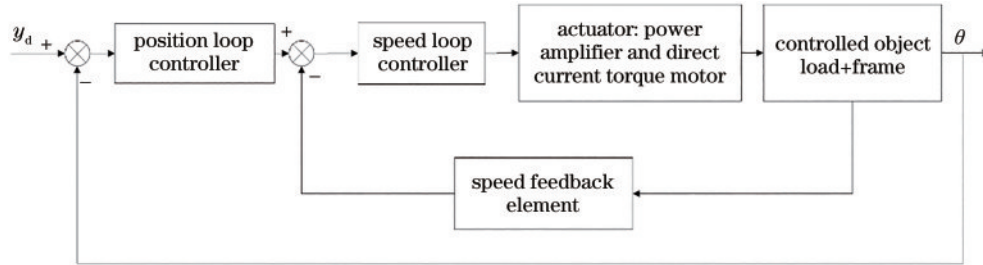 y_d
+
−
position loop
controller
+
−
speed loop
controller
actuator: power
amplifier and direct
current torque motor
controlled object
load+frame
θ
speed feedback
element